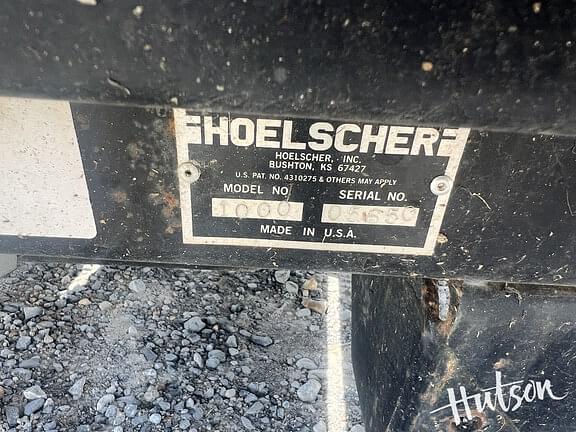 HOELSCHER
HOELSCHER, INC.
BUSHTON, KS 67427
U.S. PAT. NO. 4310275 & OTHERS MAY APPLY
MODEL NO. SERIAL NO.
1000
MADE IN U.S.A.
Hutson